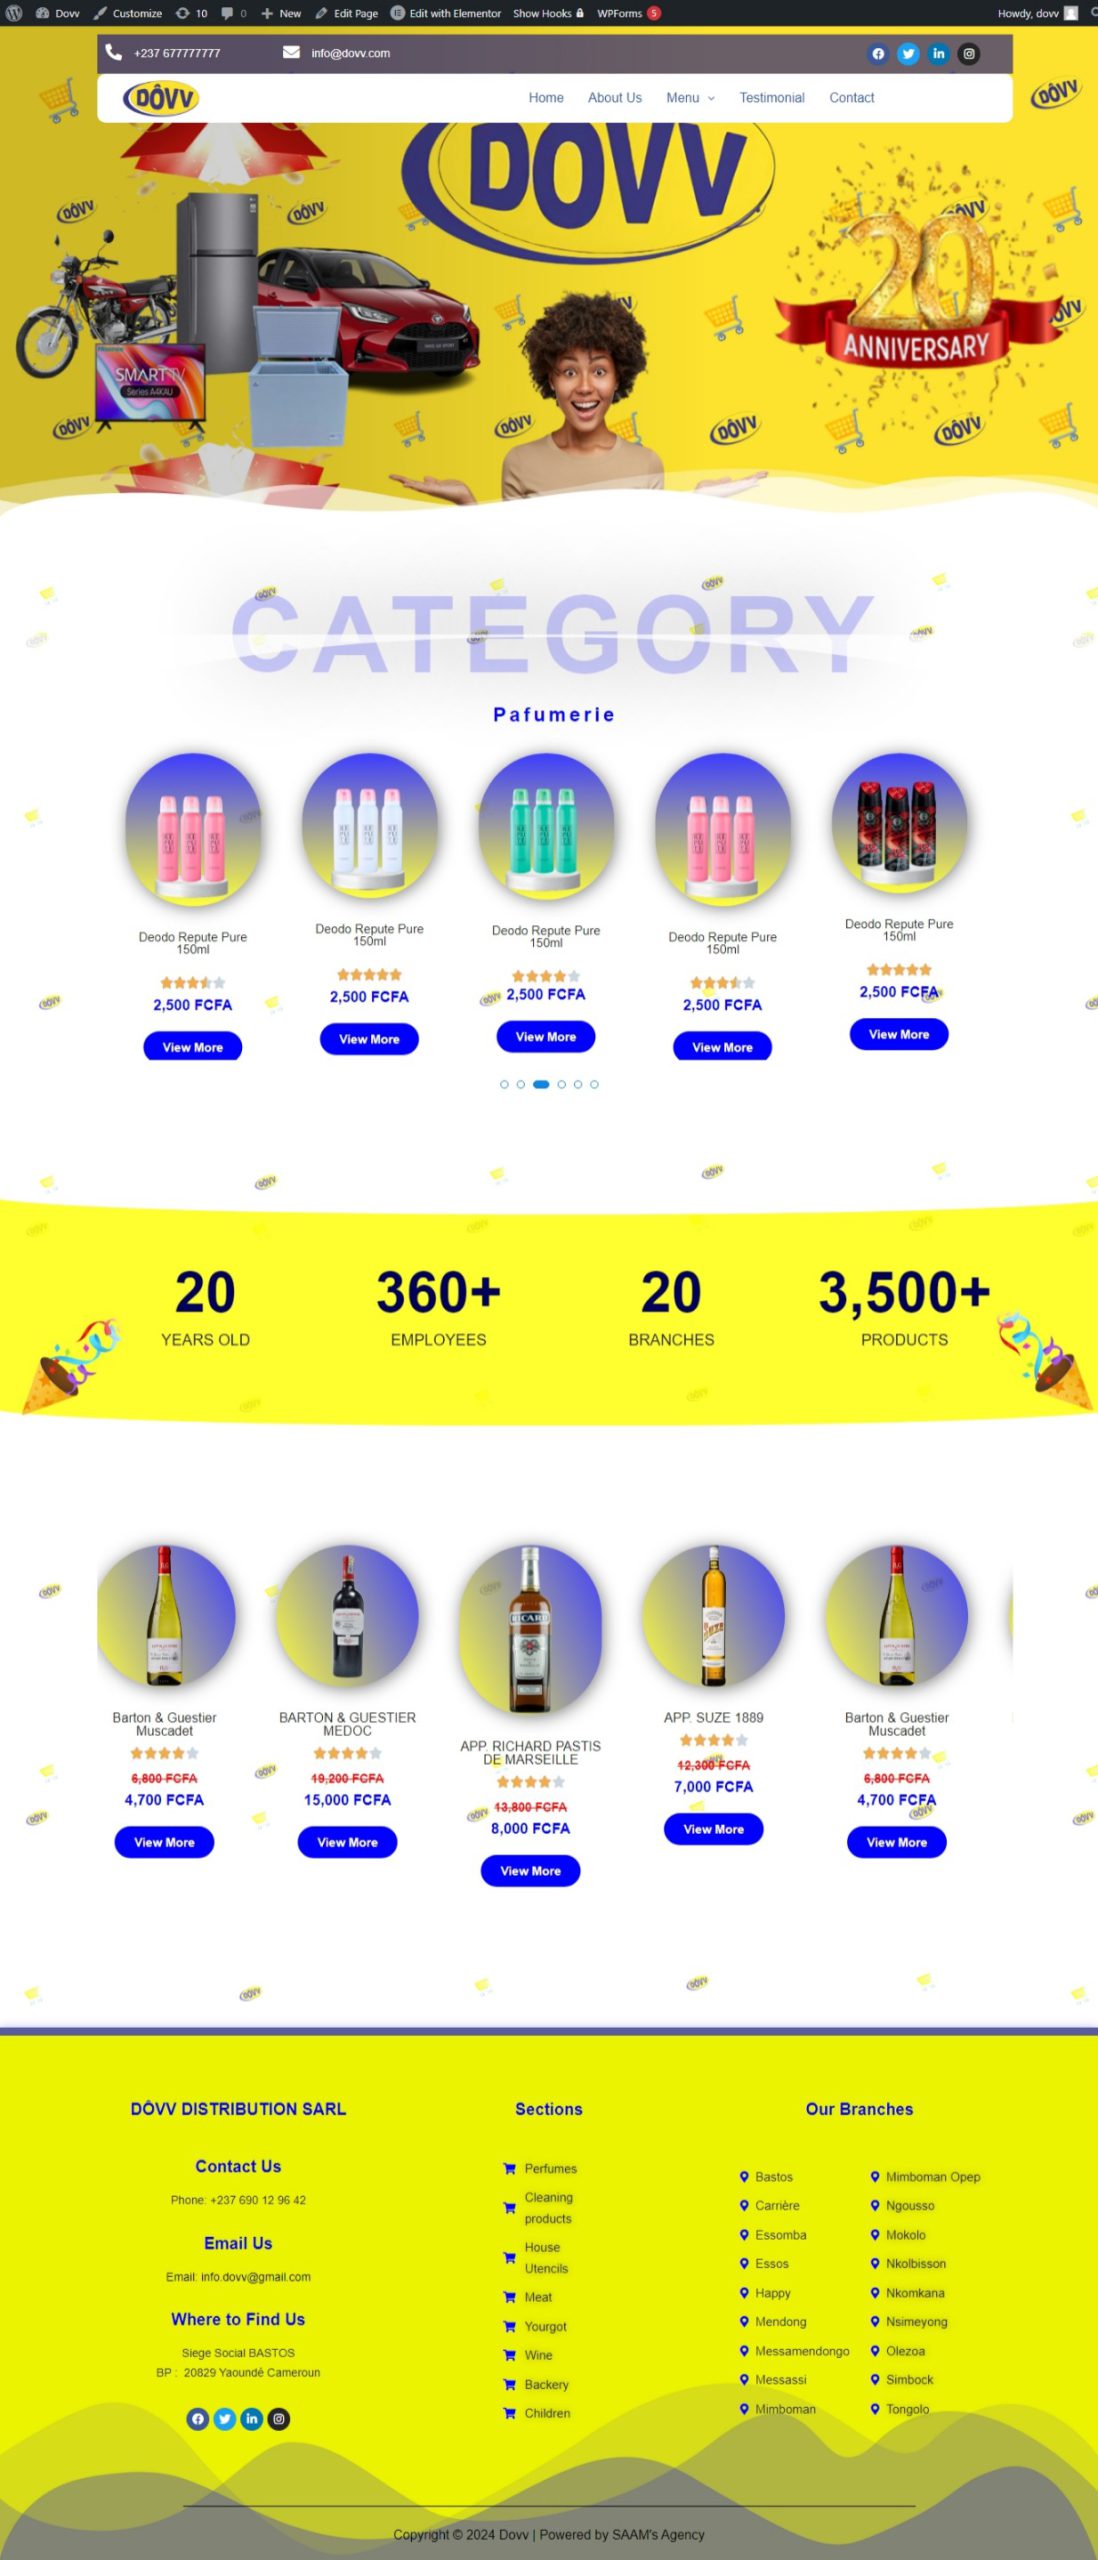 Dovv Customize 10 0 New Edit Page Edit with Elementor Show Hooks WPForms 5 Howdy, dovv
+237 677777777 info@dovv.com
DÔVV Home About Us Menu Testimonial Contact
DOVV
20
ANNIVERSARY
SMART TV
Series A4KAU
CATEGORY
Pafumerie
Deodo Repute Pure
150ml
2,500 FCFA
View More
Deodo Repute Pure
150ml
2,500 FCFA
View More
Deodo Repute Pure
150ml
2,500 FCFA
View More
Deodo Repute Pure
150ml
2,500 FCFA
View More
Deodo Repute Pure
150ml
2,500 FCFA
View More
20
YEARS OLD
360+
EMPLOYEES
20
BRANCHES
3,500+
PRODUCTS
Barton & Guestier
Muscadet
6,800 FCFA
4,700 FCFA
View More
BARTON & GUESTIER
MEDOC
19,200 FCFA
15,000 FCFA
View More
RICARD
APP. RICHARD PASTIS
DE MARSEILLE
13,800 FCFA
8,000 FCFA
View More
SUZE
APP. SUZE 1889
12,300 FCFA
7,000 FCFA
View More
Barton & Guestier
Muscadet
6,800 FCFA
4,700 FCFA
View More
DÔVV DISTRIBUTION SARL
Contact Us
Phone: +237 690 12 96 42
Email Us
Email: info.dovv@gmail.com
Where to Find Us
Siege Social BASTOS
BP : 20829 Yaoundé Cameroun
Sections
Perfumes
Cleaning
products
House
Utencils
Meat
Yourgot
Wine
Backery
Children
Our Branches
Bastos
Carrière
Essomba
Essos
Happy
Mendong
Messamendongo
Messassi
Mimboman
Mimboman Opep
Ngousso
Mokolo
Nkolbisson
Nkomkana
Nsimeyong
Olezoa
Simbock
Tongolo
Copyright © 2024 Dovv | Powered by SAAM's Agency